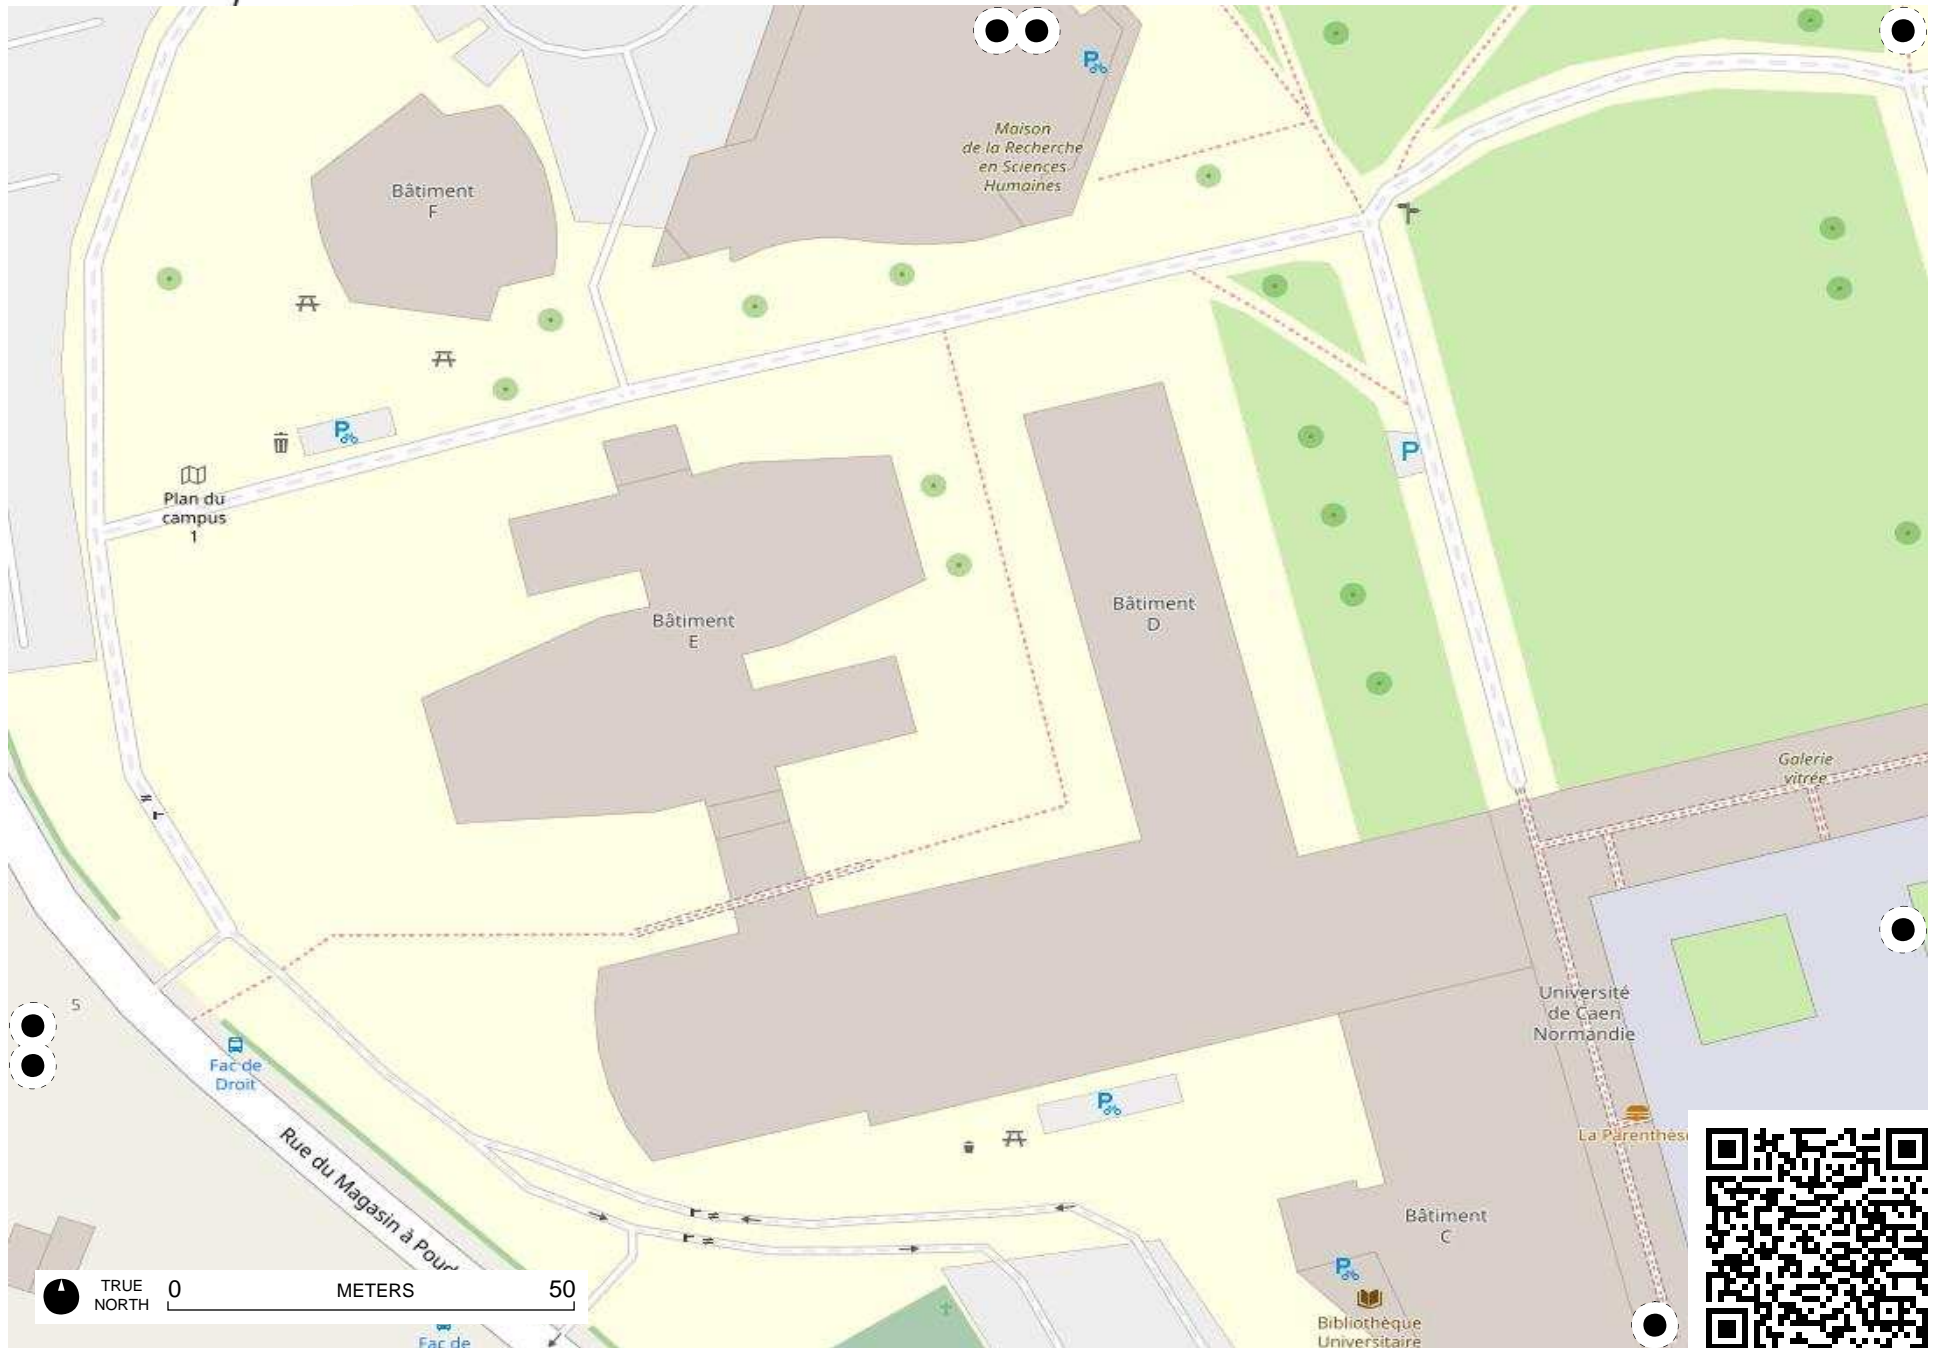 Maison
de la Recherche
en Sciences
Humaines
Bâtiment
F
Plan du
campus
1
Bâtiment
E
Bâtiment
D
P
Galerie
vitrée
Université
de Caen
Normandie
5
Fac de
Droit
La Parenthès
Rue du Magasin à Poud
Bâtiment
C
TRUE
NORTH
0 METERS 50
Bibliothèque
Universitaire
Fac de